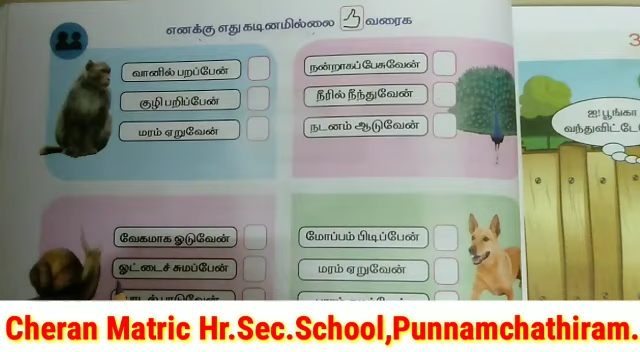 எனக்கு எது கடினமில்லை வரைக
வானில் பறப்பேன்
குழி பறிப்பேன்
மரம் ஏறுவேன்
நன்றாகப் பேசுவேன்
நீரில் நீந்துவேன்
நடனம் ஆடுவேன்
வேகமாக ஓடுவேன்
ஓட்டைச் சுமப்பேன்
மோப்பம் பிடிப்பேன்
மரம் ஏறுவேன்
3
ஐ! பூங்கா
Cheran Matric Hr.Sec.School,Punnamchathiram.